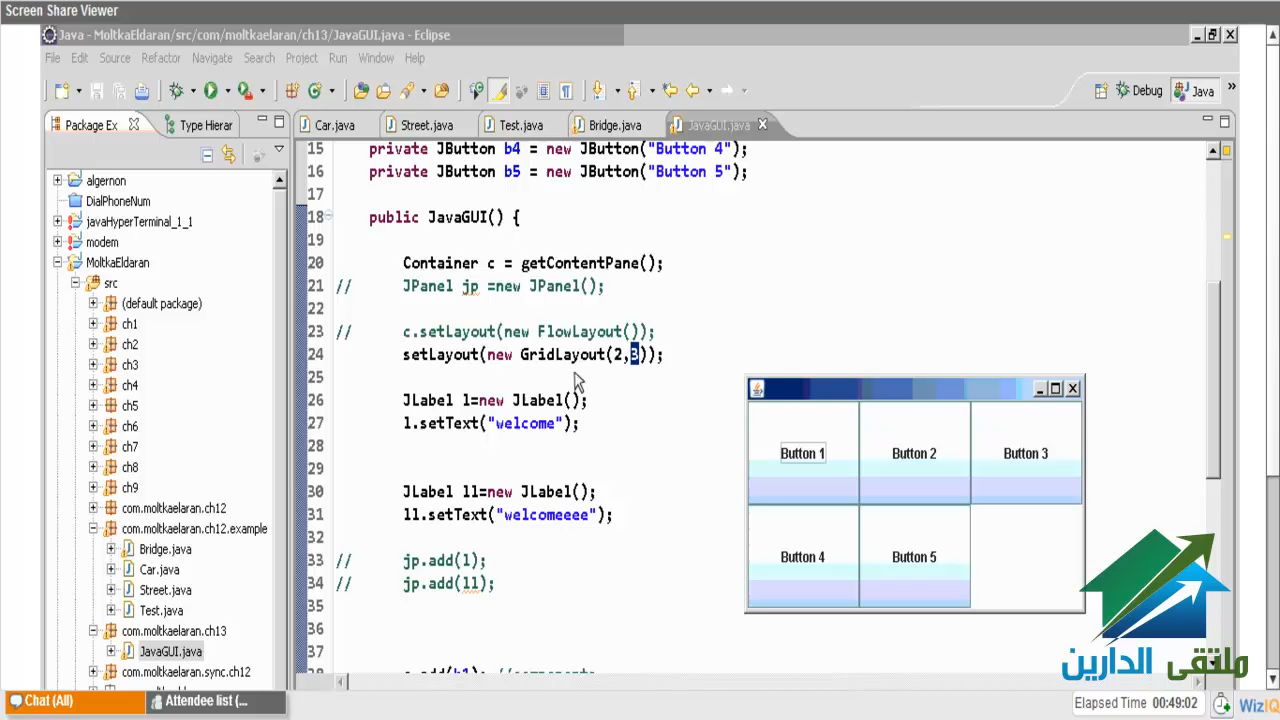 Screen Share Viewer
Java - MoltkaEldaran/src/com/moltkaelaran/ch13/JavaGUI.java - Eclipse
File Edit Source Refactor Navigate Search Project Run Window Help
Debug Java »
Package Ex Type Hierar Car.java Street.java Test.java Bridge.java JavaGUI.java
algernon
DialPhoneNum
javaHyperTerminal_1_1
modem
MoltkaEldaran
src
(default package)
ch1
ch2
ch3
ch4
ch5
ch6
ch7
ch8
ch9
com.moltkaelaran.ch12
com.moltkaelaran.ch12.example
Bridge.java
Car.java
Street.java
Test.java
com.moltkaelaran.ch13
JavaGUI.java
com.moltkaelaran.sync.ch12
15 private JButton b4 = new JButton("Button 4");
16 private JButton b5 = new JButton("Button 5");
17
18 public JavaGUI() {
19
20 Container c = getContentPane();
21 // JPanel jp =new JPanel();
22
23 // c.setLayout(new FlowLayout());
24 setLayout(new GridLayout(2,3));
25
26 JLabel l=new JLabel();
27 l.setText("welcome");
28
29
30 JLabel ll=new JLabel();
31 ll.setText("welcomeeee");
32
33 // jp.add(l);
34 // jp.add(ll);
35
36
37
Button 1 Button 2 Button 3
Button 4 Button 5
ملتقى الدارين
Chat (All) Attendee list (...
Elapsed Time 00:49:02 WizIQ